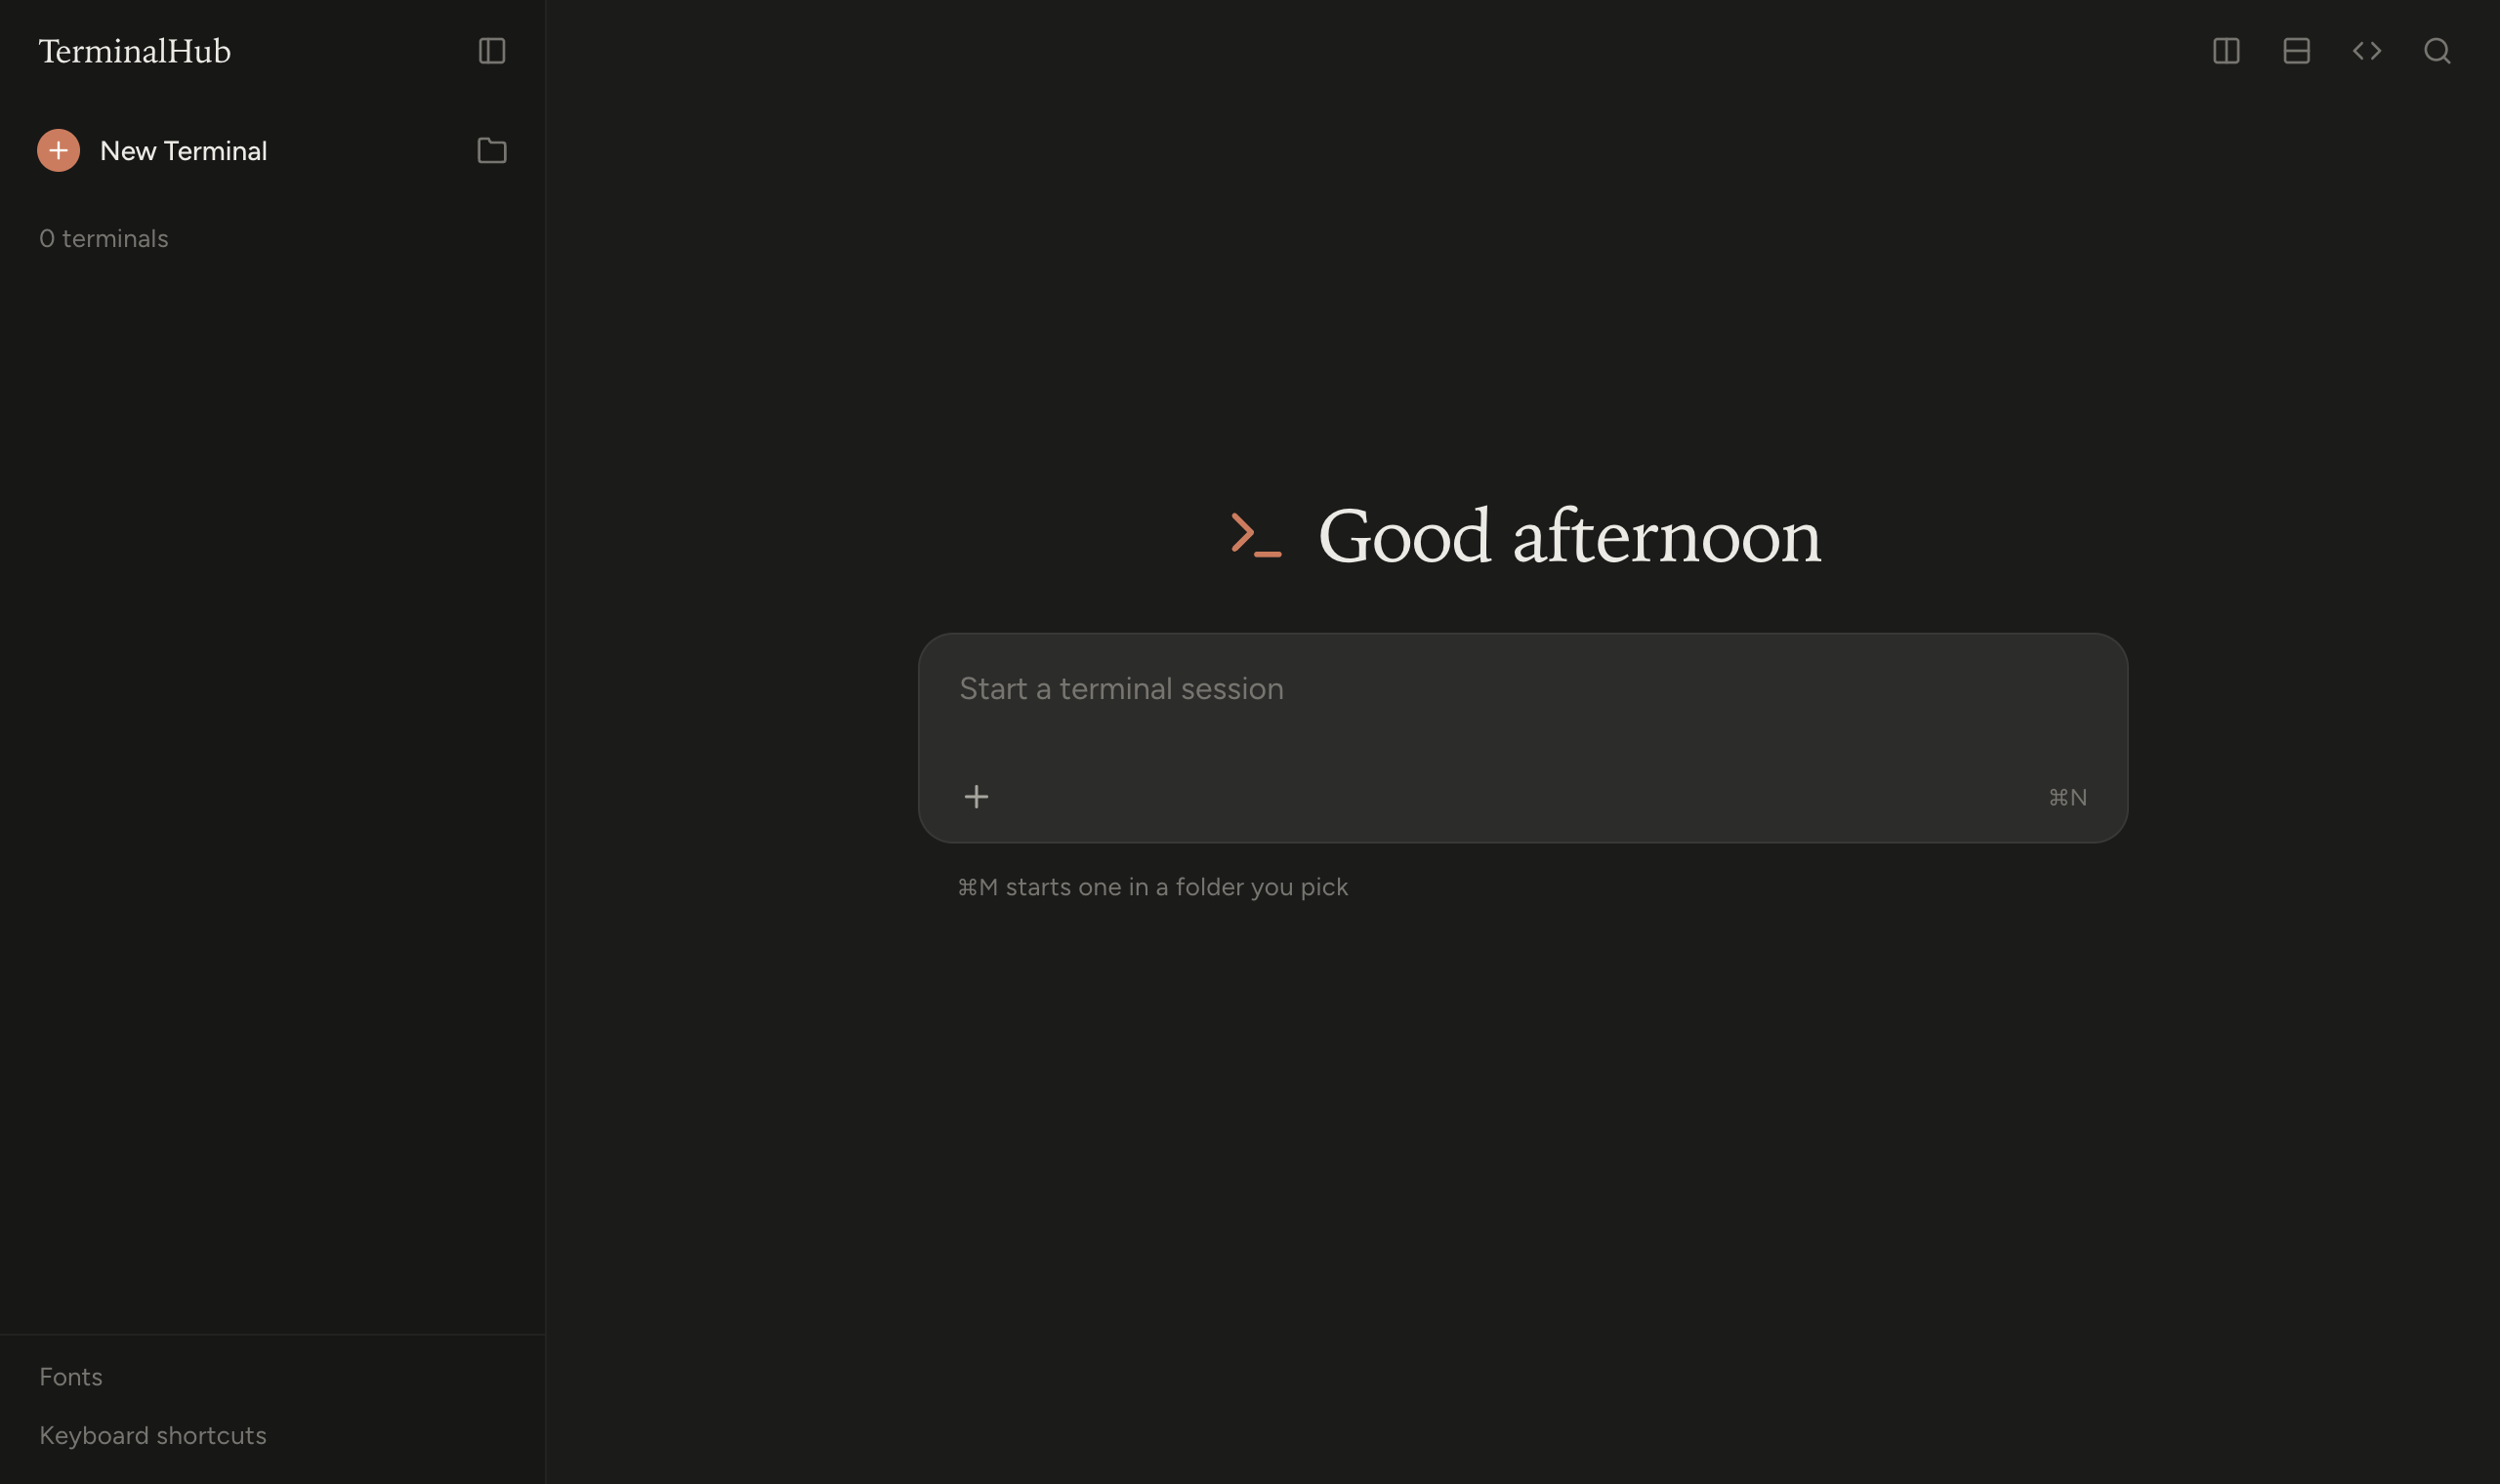 TerminalHub
New Terminal
0 terminals
Good afternoon
Start a terminal session
⌘N
⌘M starts one in a folder you pick
Fonts
Keyboard shortcuts